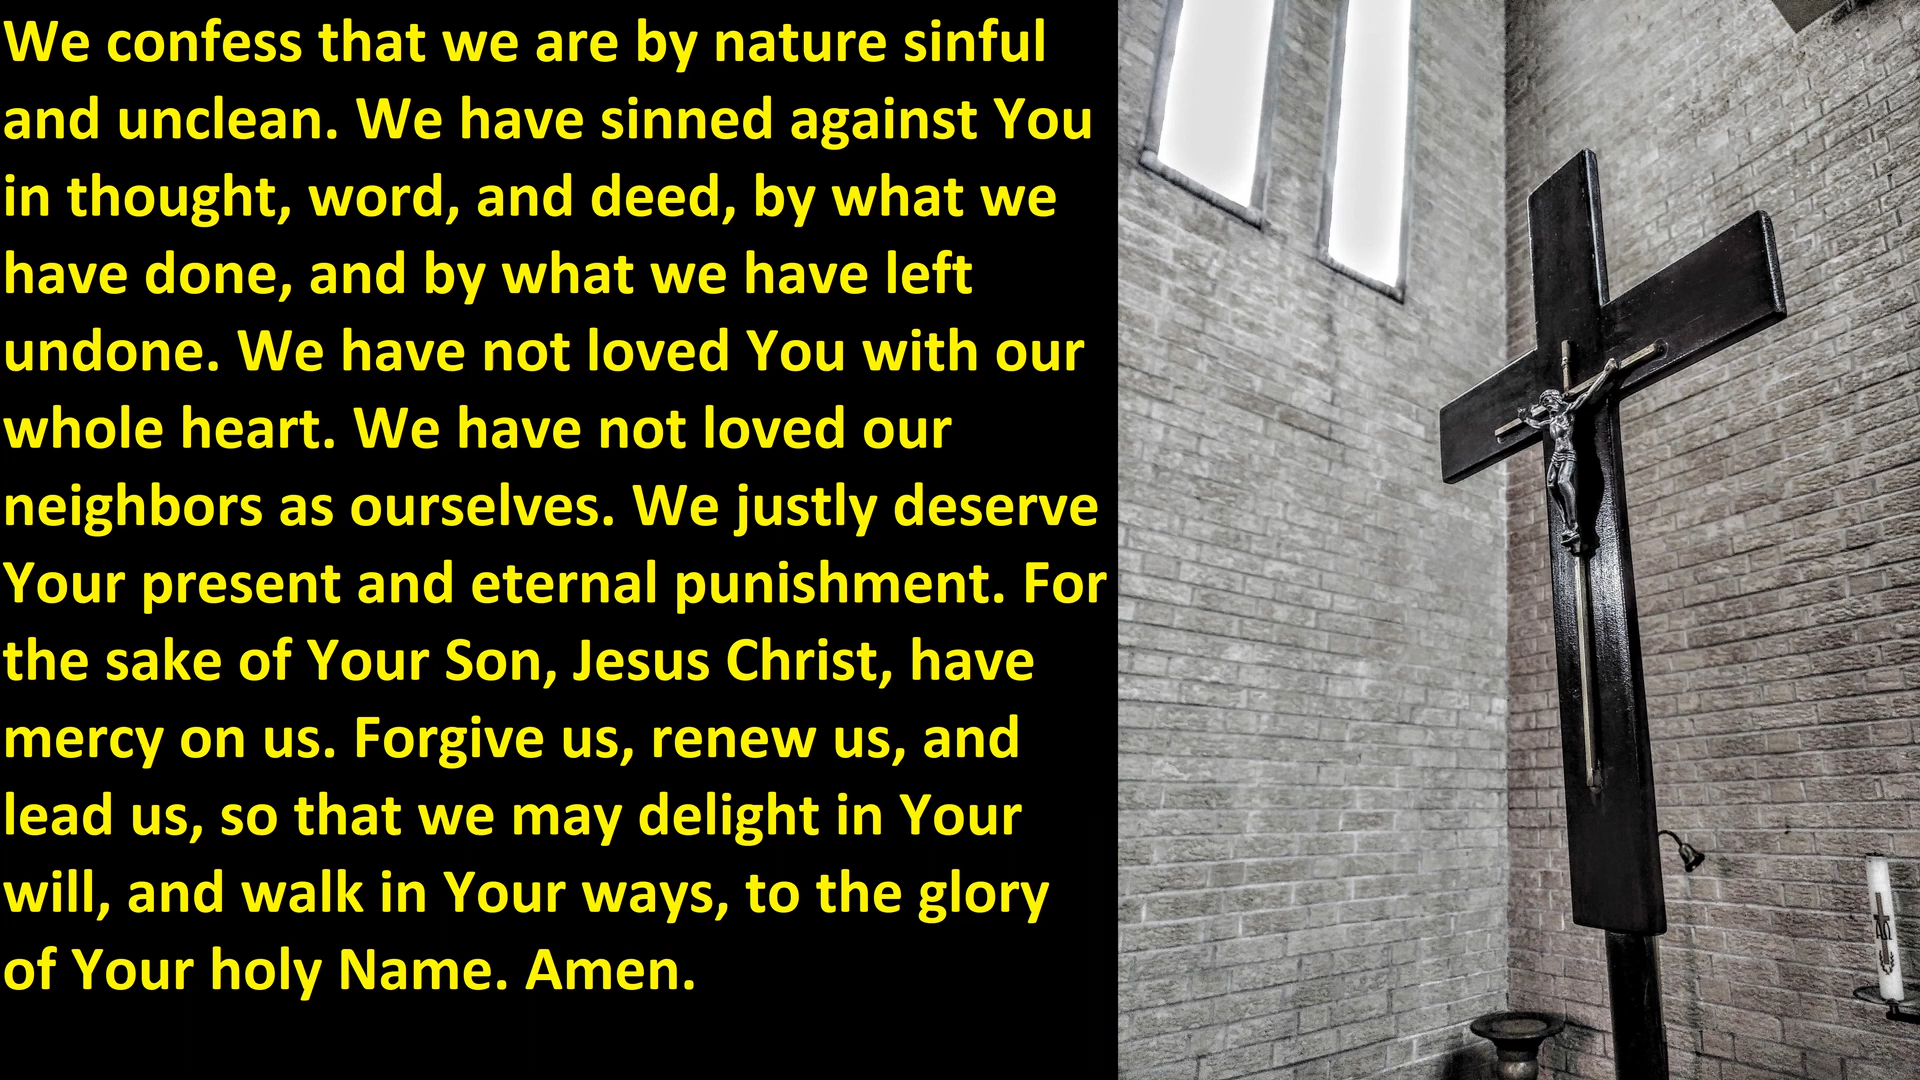 We confess that we are by nature sinful
and unclean. We have sinned against You
in thought, word, and deed, by what we
have done, and by what we have left
undone. We have not loved You with our
whole heart. We have not loved our
neighbors as ourselves. We justly deserve
Your present and eternal punishment. For
the sake of Your Son, Jesus Christ, have
mercy on us. Forgive us, renew us, and
lead us, so that we may delight in Your
will, and walk in Your ways, to the glory
of Your holy Name. Amen.